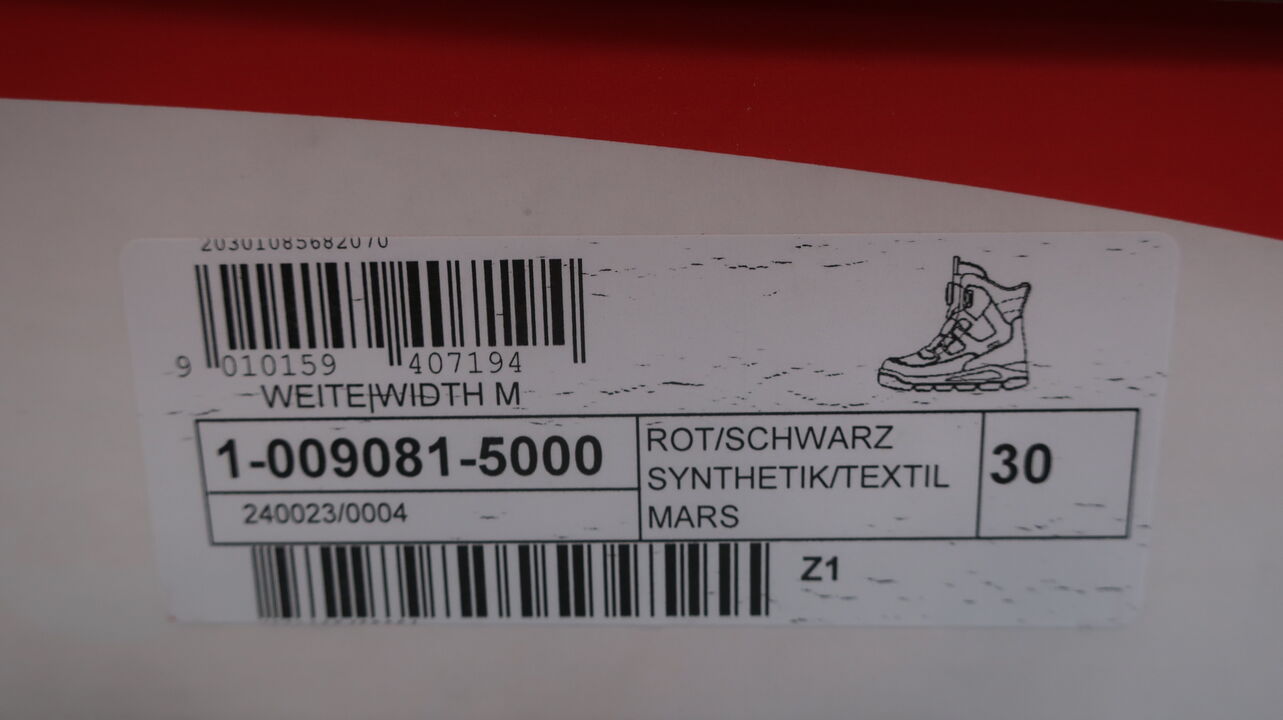 20301085682070
9 010159 407194
WEITE|WIDTH M
1-009081-5000
ROT/SCHWARZ
SYNTHETIK/TEXTIL
MARS
30
240023/0004
Z1